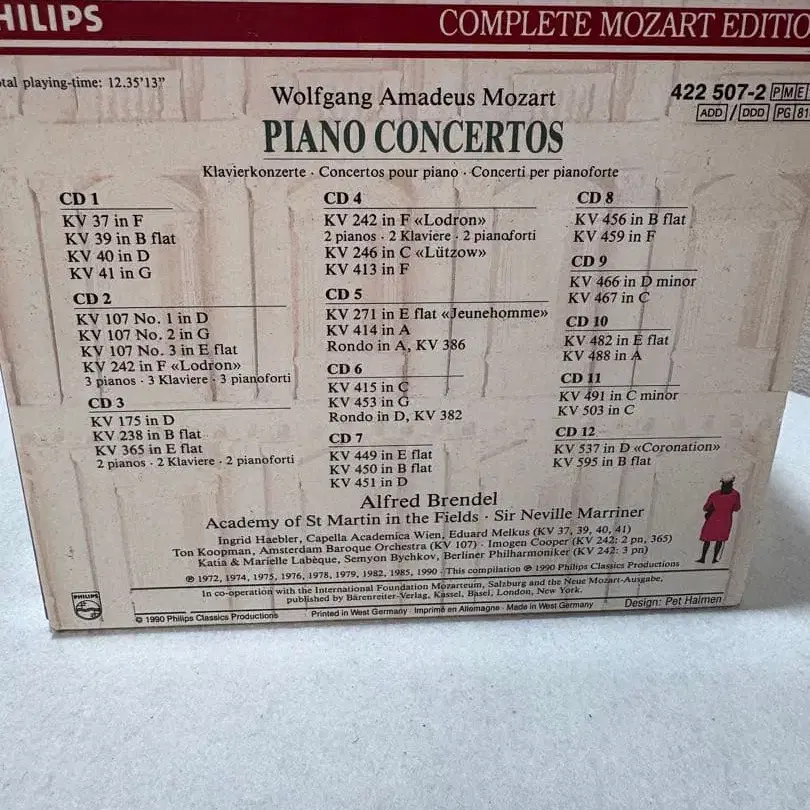 HILIPS
COMPLETE MOZART EDITIO
tal playing-time: 12.35'13"
422 507-2 PME
ADD / DDD PG 81
Wolfgang Amadeus Mozart
PIANO CONCERTOS
Klavierkonzerte · Concertos pour piano · Concerti per pianoforte
CD 1
KV 37 in F
KV 39 in B flat
KV 40 in D
KV 41 in G
CD 2
KV 107 No. 1 in D
KV 107 No. 2 in G
KV 107 No. 3 in E flat
KV 242 in F «Lodron»
3 pianos · 3 Klaviere · 3 pianoforti
CD 3
KV 175 in D
KV 238 in B flat
KV 365 in E flat
2 pianos · 2 Klaviere · 2 pianoforti
CD 4
KV 242 in F «Lodron»
2 pianos · 2 Klaviere · 2 pianoforti
KV 246 in C «Lützow»
KV 413 in F
CD 5
KV 271 in E flat «Jeunehomme»
KV 414 in A
Rondo in A, KV 386
CD 6
KV 415 in C
KV 453 in G
Rondo in D, KV 382
CD 7
KV 449 in E flat
KV 450 in B flat
KV 451 in D
CD 8
KV 456 in B flat
KV 459 in F
CD 9
KV 466 in D minor
KV 467 in C
CD 10
KV 482 in E flat
KV 488 in A
CD 11
KV 491 in C minor
KV 503 in C
CD 12
KV 537 in D «Coronation»
KV 595 in B flat
Alfred Brendel
Academy of St Martin in the Fields · Sir Neville Marriner
Ingrid Haebler, Capella Academica Wien, Eduard Melkus (KV 37, 39, 40, 41)
Ton Koopman, Amsterdam Baroque Orchestra (KV 107) · Imogen Cooper (KV 242: 2 pn, 365)
Katia & Marielle Labèque, Semyon Bychkov, Berliner Philharmoniker (KV 242: 3 pn)
℗ 1972, 1974, 1975, 1976, 1978, 1979, 1982, 1985, 1990 · This compilation ℗ 1990 Philips Classics Productions
In co-operation with the International Foundation Mozarteum, Salzburg and the Neue Mozart-Ausgabe,
published by Bärenreiter-Verlag, Kassel, Basel, London, New York.
PHILIPS
© 1990 Philips Classics Productions
Printed in West Germany · Imprimé en Allemagne · Made in West Germany
Design: Pet Halmen